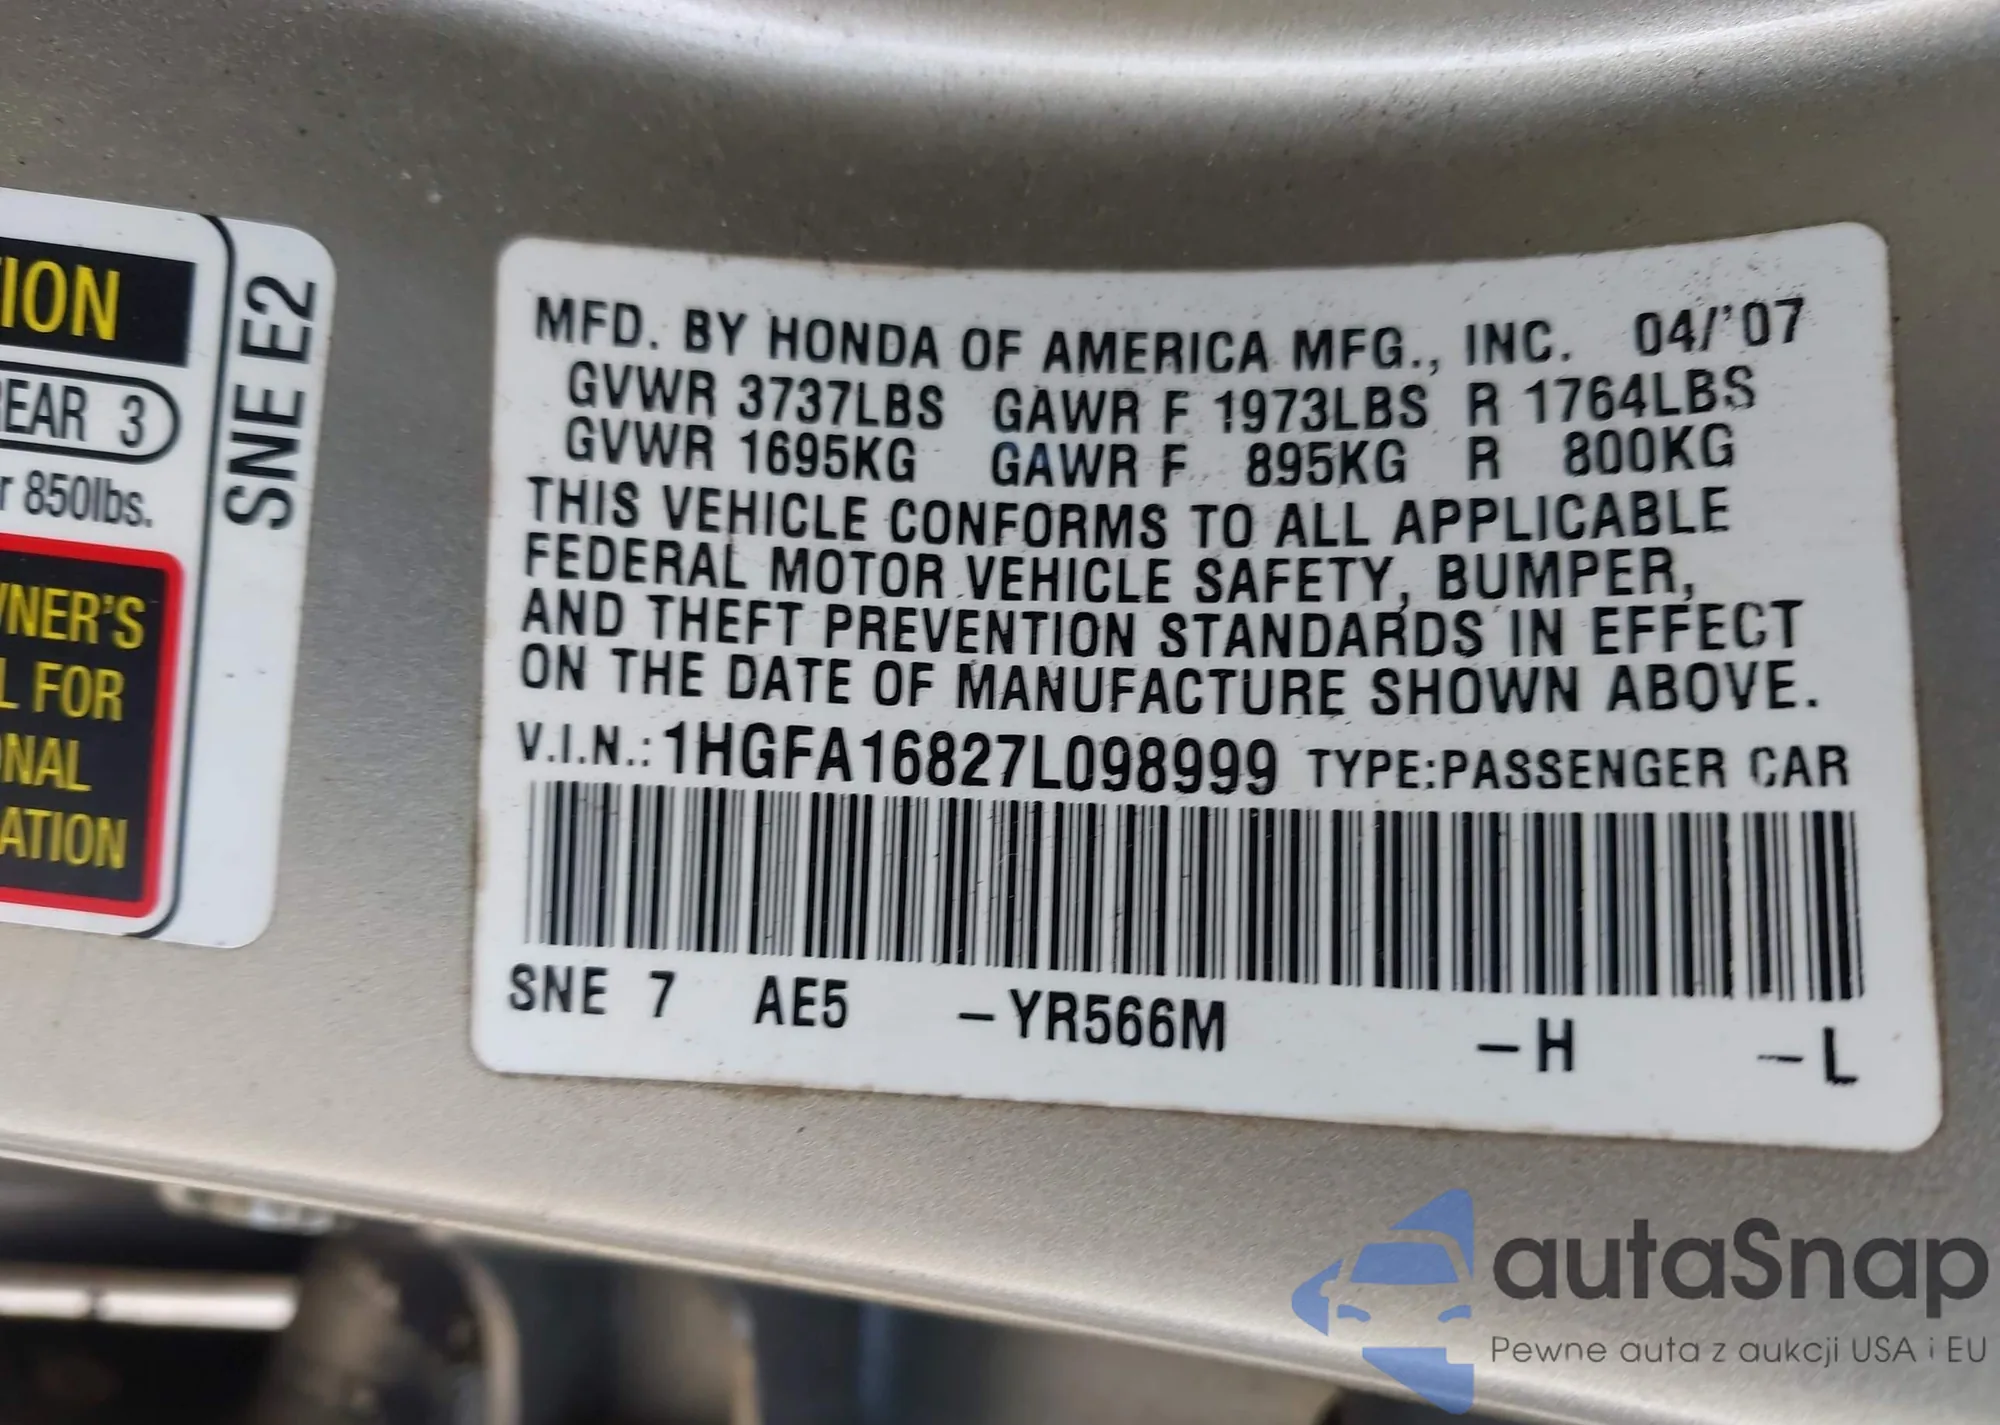 ION
REAR 3
r 850lbs.
NER'S
L FOR
NAL
ATION
SNE E2
MFD. BY HONDA OF AMERICA MFG., INC. 04/'07
GVWR 3737LBS GAWR F 1973LBS R 1764LBS
GVWR 1695KG GAWR F 895KG R 800KG
THIS VEHICLE CONFORMS TO ALL APPLICABLE
FEDERAL MOTOR VEHICLE SAFETY, BUMPER,
AND THEFT PREVENTION STANDARDS IN EFFECT
ON THE DATE OF MANUFACTURE SHOWN ABOVE.
V.I.N.: 1HGFA16827L098999 TYPE:PASSENGER CAR
SNE 7 AE5 -YR566M -H -L
autaSnap
Pewne auta z aukcji USA i EU